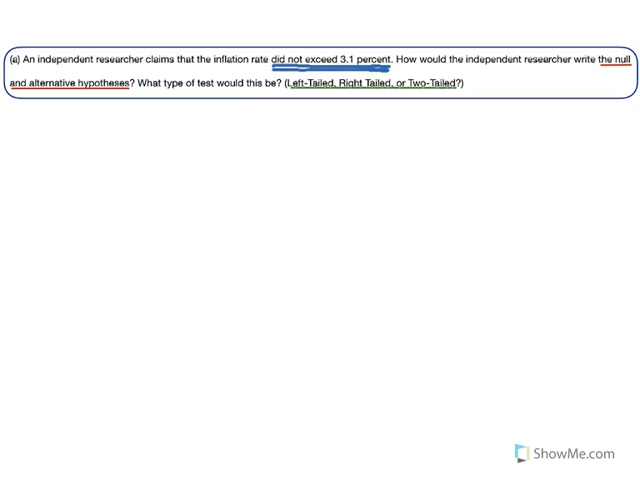 (a) An independent researcher claims that the inflation rate did not exceed 3.1 percent. How would the independent researcher write the null
and alternative hypotheses? What type of test would this be? (Left-Tailed, Right Tailed, or Two-Tailed?)
ShowMe.com